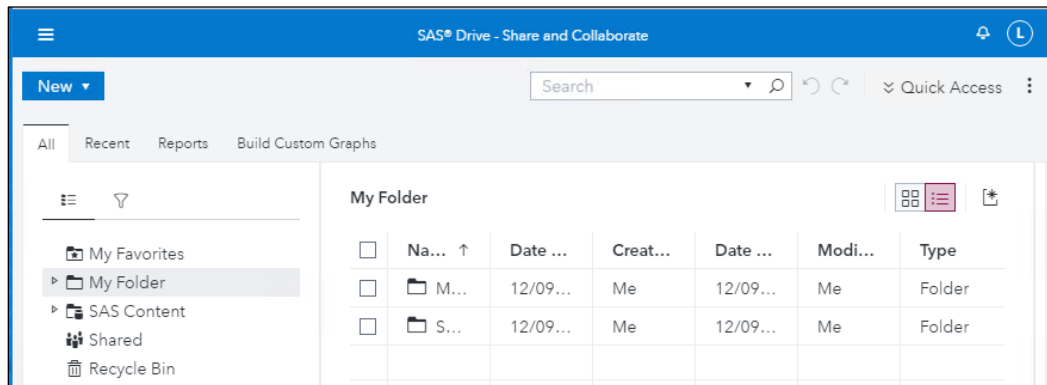 SAS® Drive - Share and Collaborate
L
New
Search
Quick Access
All Recent Reports Build Custom Graphs
My Folder
Na... Date ... Creat... Date ... Modi... Type
My Favorites
M... 12/09... Me 12/09... Me Folder
My Folder
S... 12/09... Me 12/09... Me Folder
SAS Content
Shared
Recycle Bin